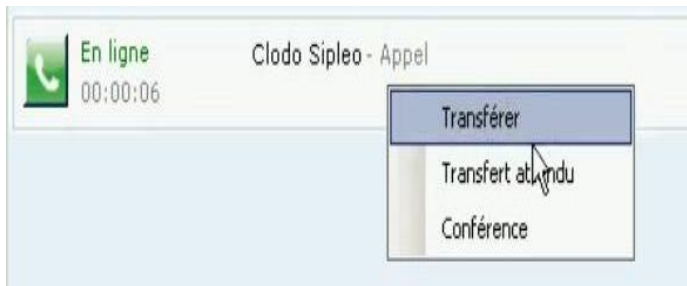 En ligne Clodo Sipleo - Appel
00:00:06
Transférer
Transfert attendu
Conférence